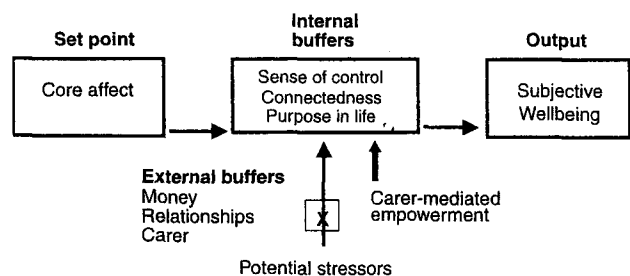 Set point
Core affect
Internal
buffers
Sense of control
Connectedness
Purpose in life
Output
Subjective
Wellbeing
External buffers
Money
Relationships
Carer
X
Carer-mediated
empowerment
Potential stressors